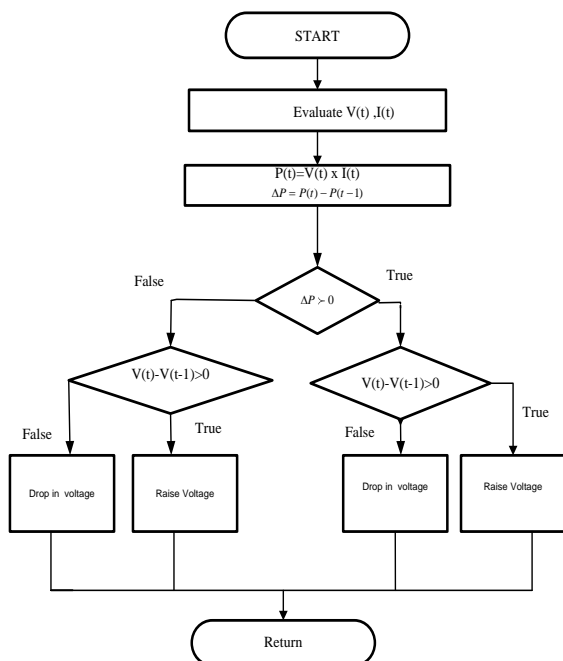 START
Evaluate V(t) ,I(t)
P(t)=V(t) x I(t)
ΔP = P(t) − P(t−1)
False
True
ΔP ≻ 0
V(t)-V(t-1)>0
V(t)-V(t-1)>0
False
True
False
True
Drop in voltage
Raise Voltage
Drop in voltage
Raise Voltage
Return